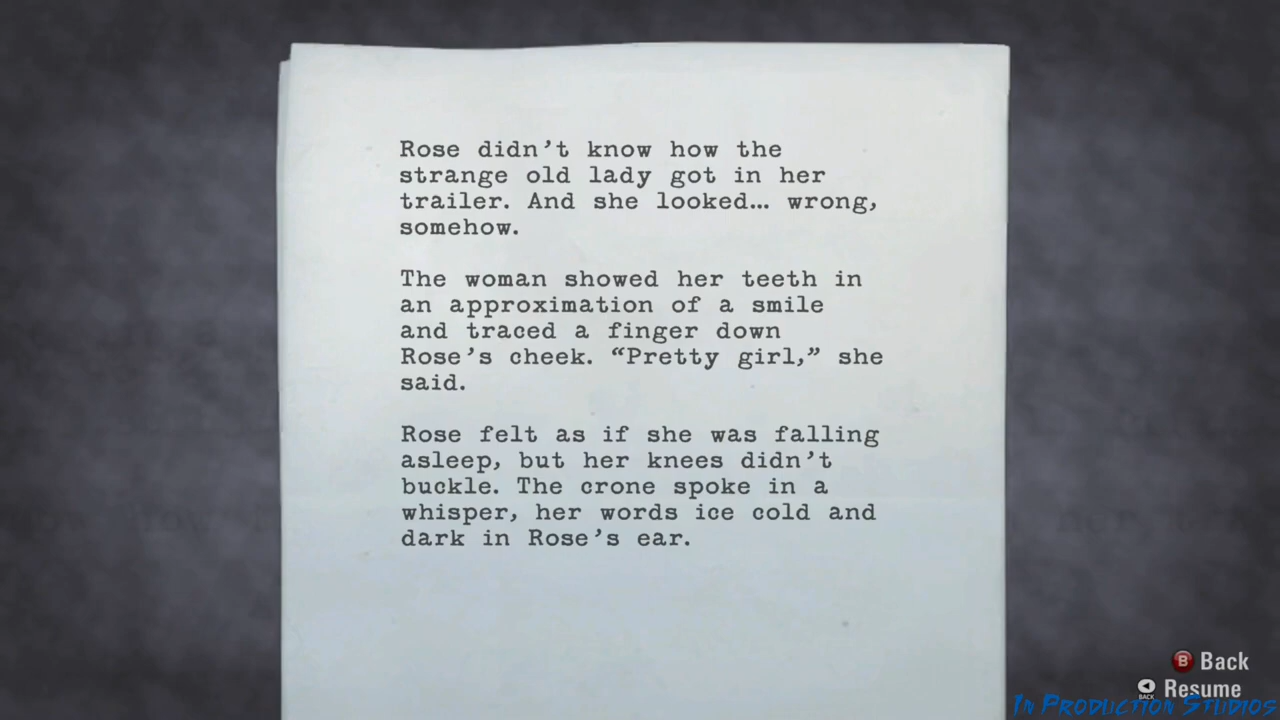 Rose didn’t know how the
strange old lady got in her
trailer. And she looked… wrong,
somehow.
The woman showed her teeth in
an approximation of a smile
and traced a finger down
Rose’s cheek. “Pretty girl,” she
said.
Rose felt as if she was falling
asleep, but her knees didn’t
buckle. The crone spoke in a
whisper, her words ice cold and
dark in Rose’s ear.
B Back
BACK Resume
In Production Studios